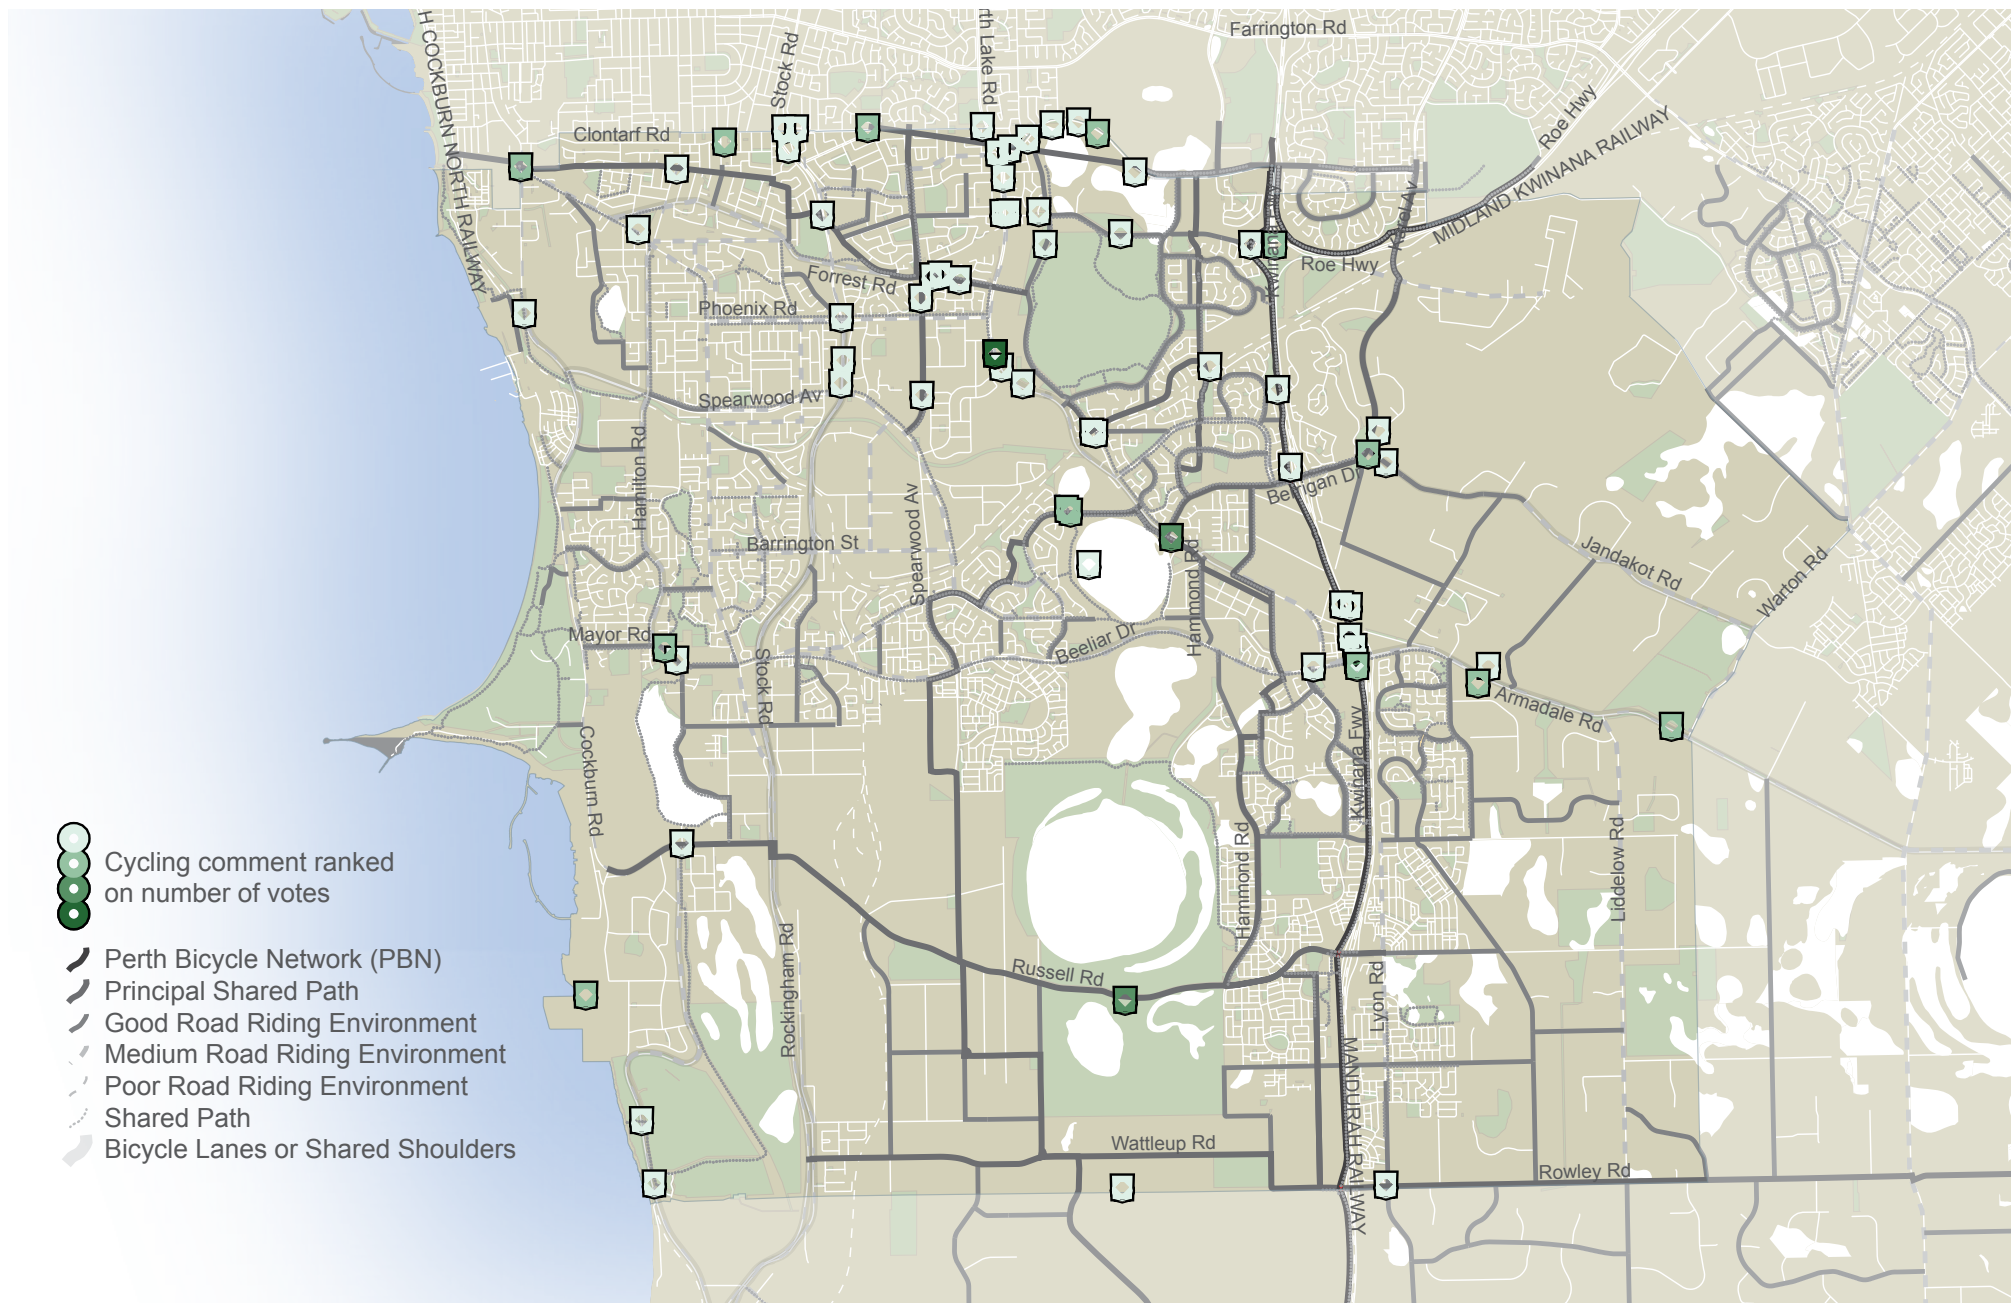 Farrington Rd
Stock Rd
rth Lake Rd
H COCKBURN NORTH RAILWAY
Clontarf Rd
Roe Hwy
MIDLAND KWINANA RAILWAY
Karel Av
Kwinana Fwy
Roe Hwy
Forrest Rd
Phoenix Rd
Spearwood Av
Hamilton Rd
Berrigan Dr
Spearwood Av
Barrington St
Hammond Rd
Jandakot Rd
Warton Rd
Mayor Rd
Beeliar Dr
Stock Rd
Armadale Rd
Cockburn Rd
Kwinana Fwy
Hammond Rd
Liddelow Rd
Rockingham Rd
Russell Rd
Lyon Rd
MANDURAH RAILWAY
Wattleup Rd
Rowley Rd
Cycling comment ranked
on number of votes
Perth Bicycle Network (PBN)
Principal Shared Path
Good Road Riding Environment
Medium Road Riding Environment
Poor Road Riding Environment
Shared Path
Bicycle Lanes or Shared Shoulders